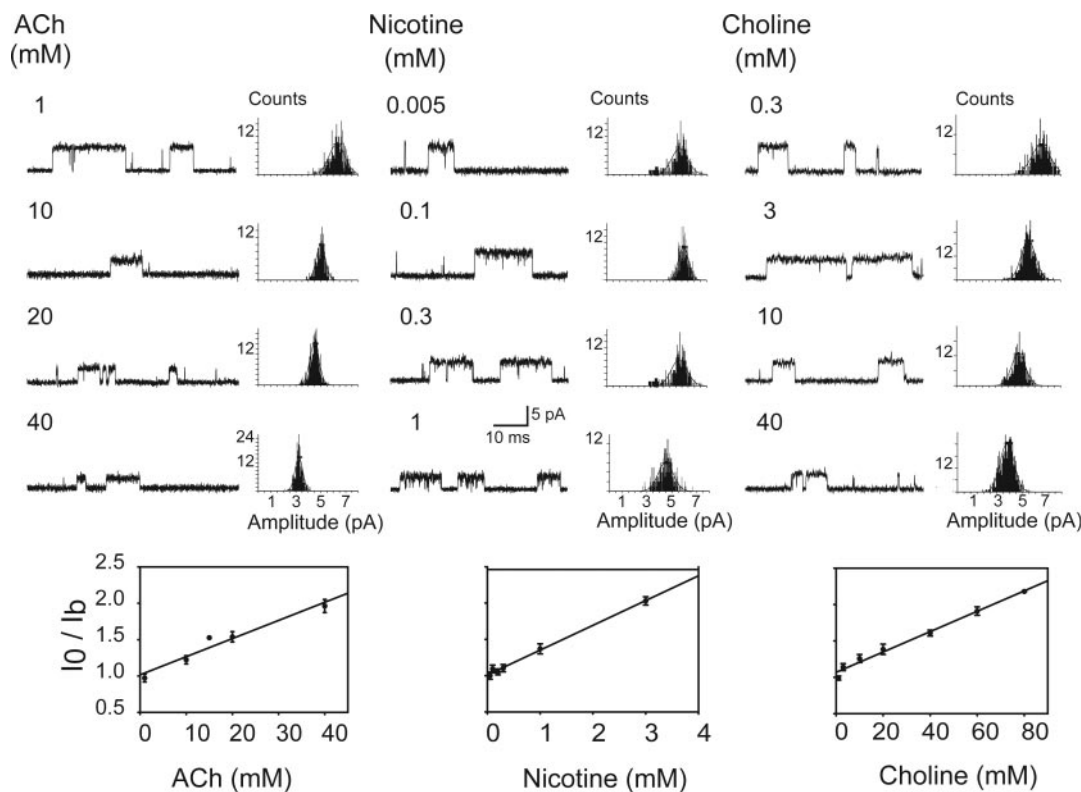 ACh
(mM)
Nicotine
(mM)
Choline
(mM)
1
Counts
12
0.005
Counts
12
0.3
Counts
12
10
12
0.1
12
3
12
20
12
0.3
12
10
12
40
24
12
1 3 5 7
Amplitude (pA)
1
5 pA
10 ms
12
1 3 5 7
Amplitude (pA)
40
12
1 3 5 7
Amplitude (pA)
I0 / Ib
2.5
2.0
1.5
1.0
0.5
0 20 40
ACh (mM)
0 1 2 3 4
Nicotine (mM)
0 20 40 60 80
Choline (mM)